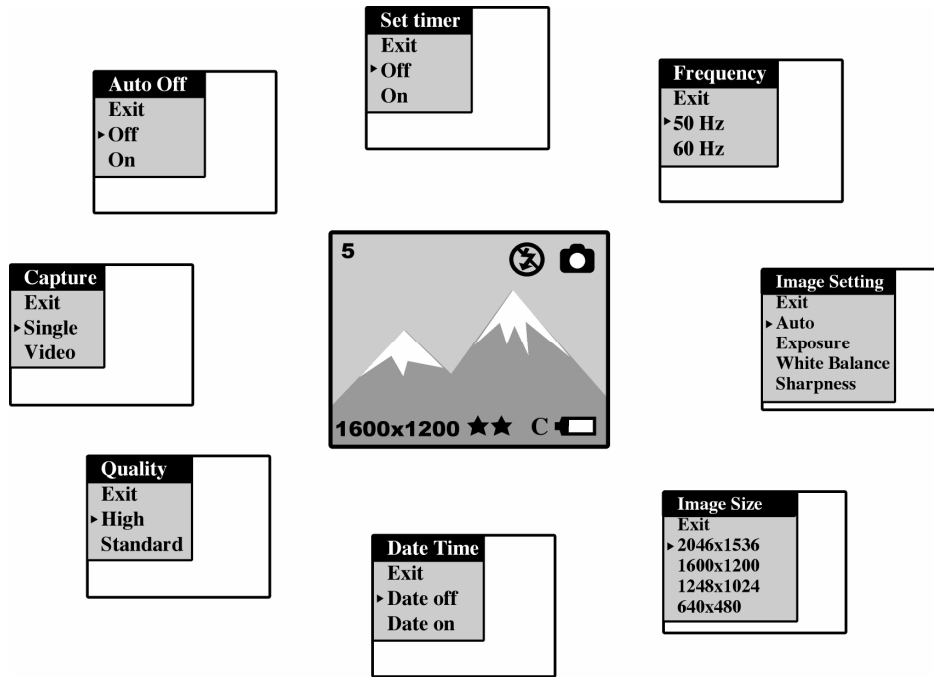 Set timer
Exit
Off
On
Auto Off
Exit
Off
On
Frequency
Exit
50 Hz
60 Hz
5
Capture
Exit
Single
Video
Image Setting
Exit
Auto
Exposure
White Balance
Sharpness
1600x1200 ★★ C
Quality
Exit
High
Standard
Date Time
Exit
Date off
Date on
Image Size
Exit
2046x1536
1600x1200
1248x1024
640x480